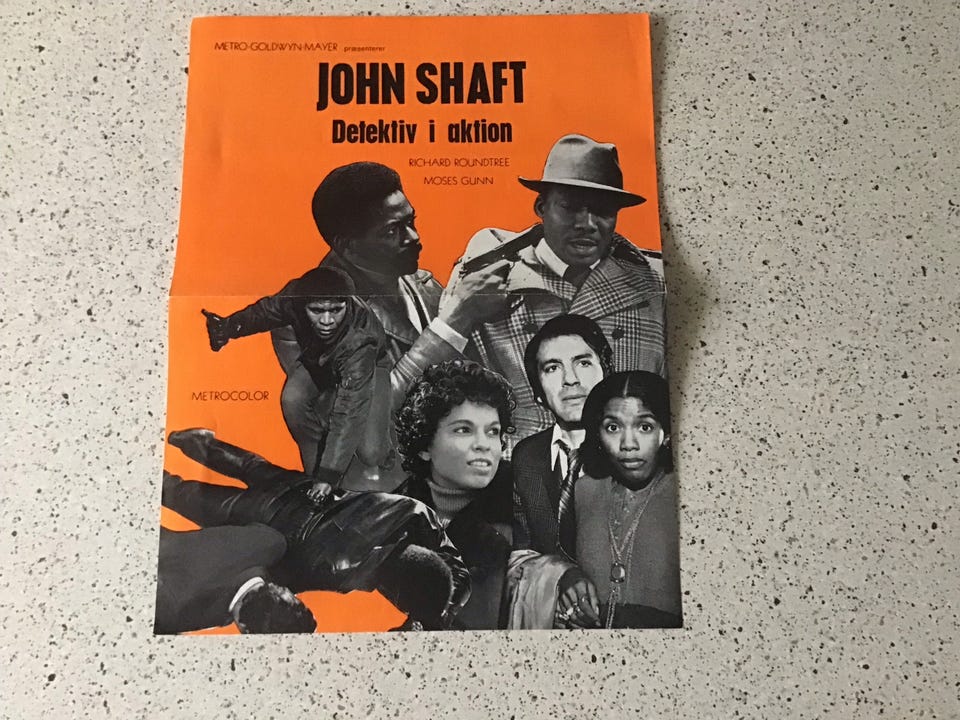 METRO-GOLDWYN-MAYER præsenterer
JOHN SHAFT
Detektiv i aktion
RICHARD ROUNDTREE
MOSES GUNN
METROCOLOR